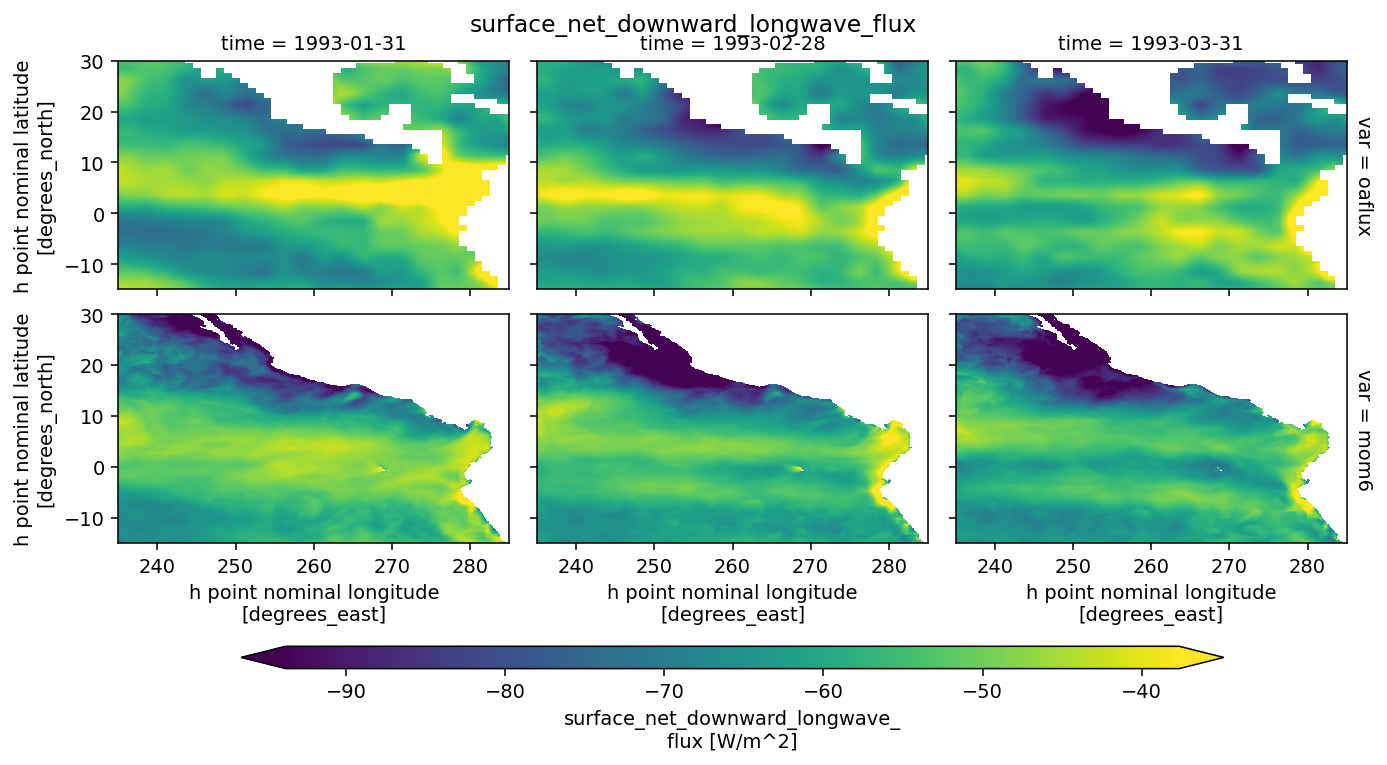 surface_net_downward_longwave_flux
time = 1993-01-31
time = 1993-02-28
time = 1993-03-31
h point nominal latitude
[degrees_north]
30
20
10
0
−10
var = oaflux
h point nominal latitude
[degrees_north]
30
20
10
0
−10
var = mom6
240 250 260 270 280
240 250 260 270 280
240 250 260 270 280
h point nominal longitude
[degrees_east]
h point nominal longitude
[degrees_east]
h point nominal longitude
[degrees_east]
−90 −80 −70 −60 −50 −40
surface_net_downward_longwave_
flux [W/m^2]